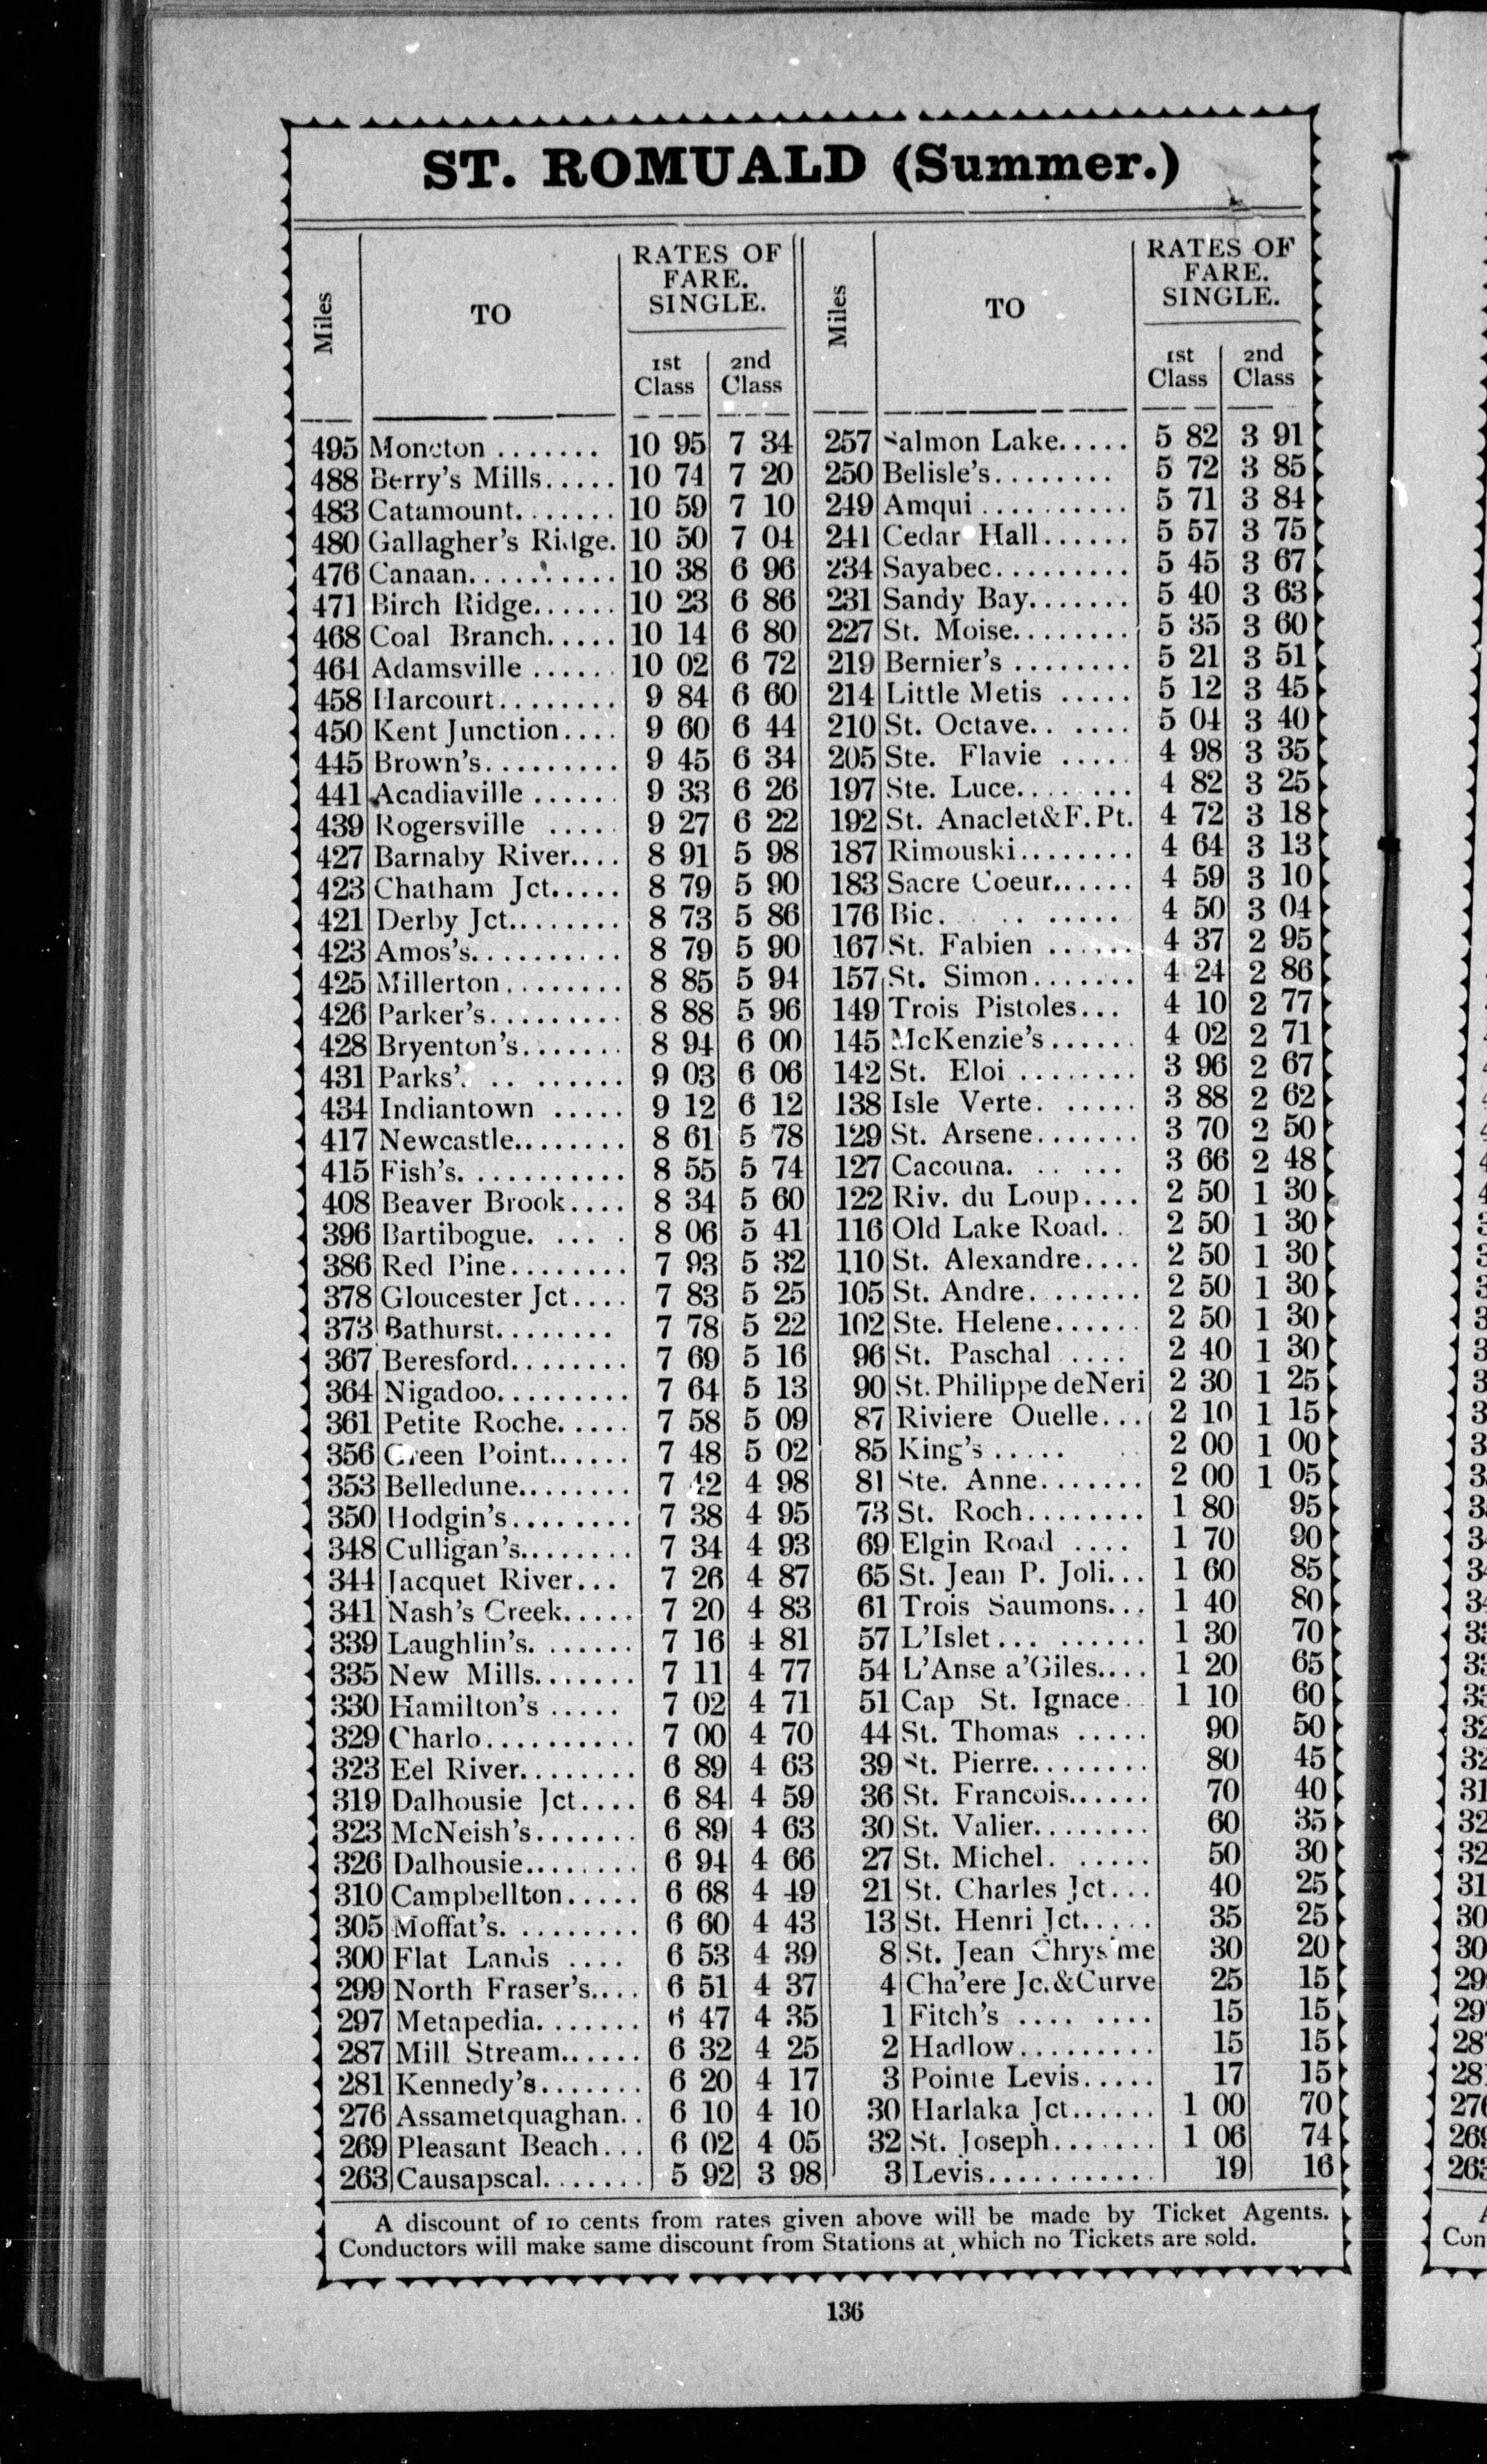 ST. ROMUALD (Summer.)
Miles TO RATES OF FARE. SINGLE. 1st Class 2nd Class
495 Moncton ....... 10 95 7 34
488 Berry's Mills..... 10 74 7 20
483 Catamount....... 10 59 7 10
480 Gallagher's Ridge. 10 50 7 04
476 Canaan.......... 10 38 6 96
471 Birch Ridge...... 10 23 6 86
468 Coal Branch..... 10 14 6 80
464 Adamsville ...... 10 02 6 72
458 Harcourt........ 9 84 6 60
450 Kent Junction.... 9 60 6 44
445 Brown's......... 9 45 6 34
441 Acadiaville ...... 9 33 6 26
439 Rogersville ..... 9 27 6 22
427 Barnaby River.... 8 91 5 98
423 Chatham Jct..... 8 79 5 90
421 Derby Jct........ 8 73 5 86
423 Amos's.......... 8 79 5 90
425 Millerton........ 8 85 5 94
426 Parker's......... 8 88 5 96
428 Bryenton's....... 8 94 6 00
431 Parks'. .. ....... 9 03 6 06
434 Indiantown ..... 9 12 6 12
417 Newcastle........ 8 61 5 78
415 Fish's............ 8 55 5 74
408 Beaver Brook.... 8 34 5 60
396 Bartibogue. .... . 8 06 5 41
386 Red Pine........ 7 93 5 32
378 Gloucester Jct.... 7 83 5 25
373 Bathurst........ 7 78 5 22
367 Beresford........ 7 69 5 16
364 Nigadoo......... 7 64 5 13
361 Petite Roche..... 7 58 5 09
356 Green Point...... 7 48 5 02
353 Belledune........ 7 42 4 98
350 Hodgin's........ 7 38 4 95
348 Culligan's........ 7 34 4 93
344 Jacquet River... 7 26 4 87
341 Nash's Creek..... 7 20 4 83
339 Laughlin's. ...... 7 16 4 81
335 New Mills....... 7 11 4 77
330 Hamilton's ..... 7 02 4 71
329 Charlo.......... 7 00 4 70
323 Eel River........ 6 89 4 63
319 Dalhousie Jct.... 6 84 4 59
323 McNeish's....... 6 89 4 63
326 Dalhousie........ 6 94 4 66
310 Campbellton..... 6 68 4 49
305 Moffat's. ........ 6 60 4 43
300 Flat Lands .... 6 53 4 39
299 North Fraser's.... 6 51 4 37
297 Metapedia....... 6 47 4 35
287 Mill Stream...... 6 32 4 25
281 Kennedy's....... 6 20 4 17
276 Assametquaghan.. 6 10 4 10
269 Pleasant Beach... 6 02 4 05
263 Causapscal....... 5 92 3 98
Miles TO RATES OF FARE. SINGLE. 1st Class 2nd Class
257 Salmon Lake..... 5 82 3 91
250 Belisle's........ 5 72 3 85
249 Amqui .......... 5 71 3 84
241 Cedar Hall...... 5 57 3 75
234 Sayabec......... 5 45 3 67
231 Sandy Bay....... 5 40 3 63
227 St. Moise........ 5 35 3 60
219 Bernier's ........ 5 21 3 51
214 Little Metis ..... 5 12 3 45
210 St. Octave.. ..... 5 04 3 40
205 Ste. Flavie ..... 4 98 3 35
197 Ste. Luce........ 4 82 3 25
192 St. Anaclet&F.Pt. 4 72 3 18
187 Rimouski........ 4 64 3 13
183 Sacre Coeur...... 4 59 3 10
176 Bic. .. ...... 4 50 3 04
167 St. Fabien ...... 4 37 2 95
157 St. Simon....... 4 24 2 86
149 Trois Pistoles... 4 10 2 77
145 McKenzie's...... 4 02 2 71
142 St. Eloi ........ 3 96 2 67
138 Isle Verte. ...... 3 88 2 62
129 St. Arsene....... 3 70 2 50
127 Cacouna. .. ... 3 66 2 48
122 Riv. du Loup.... 2 50 1 30
116 Old Lake Road.. 2 50 1 30
110 St. Alexandre.... 2 50 1 30
105 St. Andre........ 2 50 1 30
102 Ste. Helene...... 2 50 1 30
96 St. Paschal .... 2 40 1 30
90 St. Philippe deNeri 2 30 1 25
87 Riviere Ouelle... 2 10 1 15
85 King's ..... 2 00 1 00
81 Ste. Anne....... 2 00 1 05
73 St. Roch........ 1 80 95
69 Elgin Road .... 1 70 90
65 St. Jean P. Joli... 1 60 85
61 Trois Saumons... 1 40 80
57 L'Islet... ...... 1 30 70
54 L'Anse a'Giles.... 1 20 65
51 Cap St. Ignace.. 1 10 60
44 St. Thomas ..... 90 50
39 St. Pierre........ 80 45
36 St. Francois...... 70 40
30 St. Valier........ 60 35
27 St. Michel. ...... 50 30
21 St. Charles Jct... 40 25
13 St. Henri Jct..... 35 25
8 St. Jean Chrys'me 30 20
4 Cha'ere Jc.&Curve 25 15
1 Fitch's .... .... 15 15
2 Hadlow......... 15 15
3 Pointe Levis..... 17 15
30 Harlaka Jct...... 1 00 70
32 St. Joseph....... 1 06 74
3 Levis........... 19 16
A discount of 10 cents from rates given above will be made by Ticket Agents.
Conductors will make same discount from Stations at which no Tickets are sold.
136